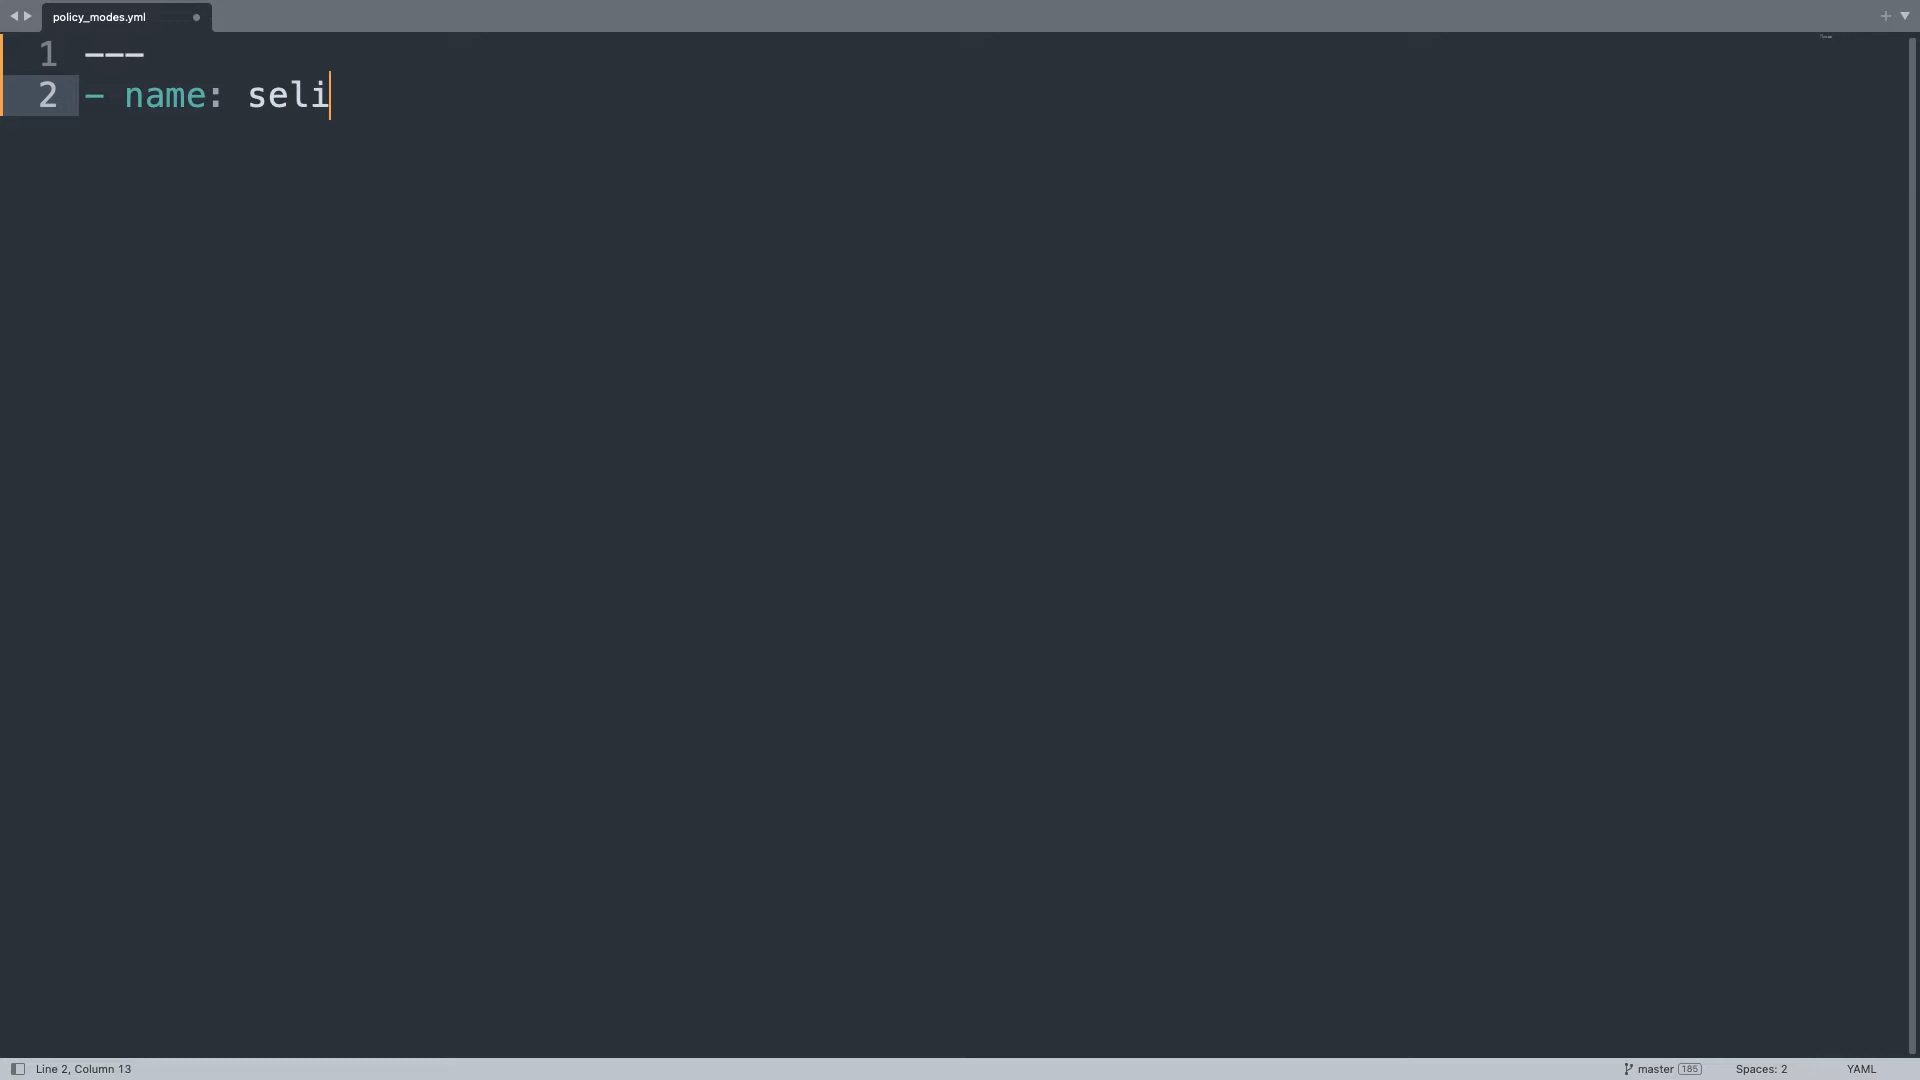 policy_modes.yml
1 ---
2 - name: seli
Line 2, Column 13
master 185
Spaces: 2
YAML